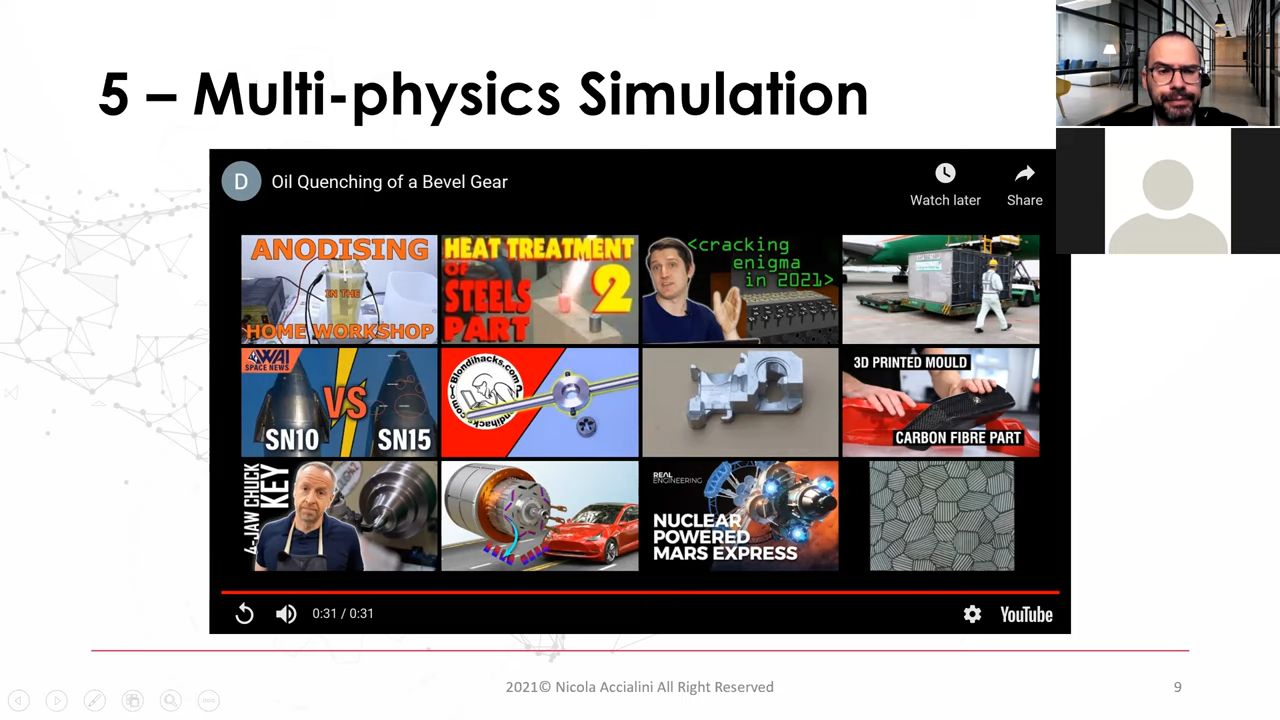 5 – Multi-physics Simulation
D
Oil Quenching of a Bevel Gear
Watch later
Share
ANODISING
IN THE
HOME WORKSHOP
HEAT TREATMENT
OF
STEELS
PART
2
<cracking
enigma
in 2021>
AWAI
SPACE NEWS
VS
SN10
SN15
Blondihacks.com
3D PRINTED MOULD
CARBON FIBRE PART
4-JAW CHUCK
KEY
REAL
ENGINEERING
NUCLEAR
POWERED
MARS EXPRESS
0:31 / 0:31
YouTube
2021© Nicola Accialini All Right Reserved
9